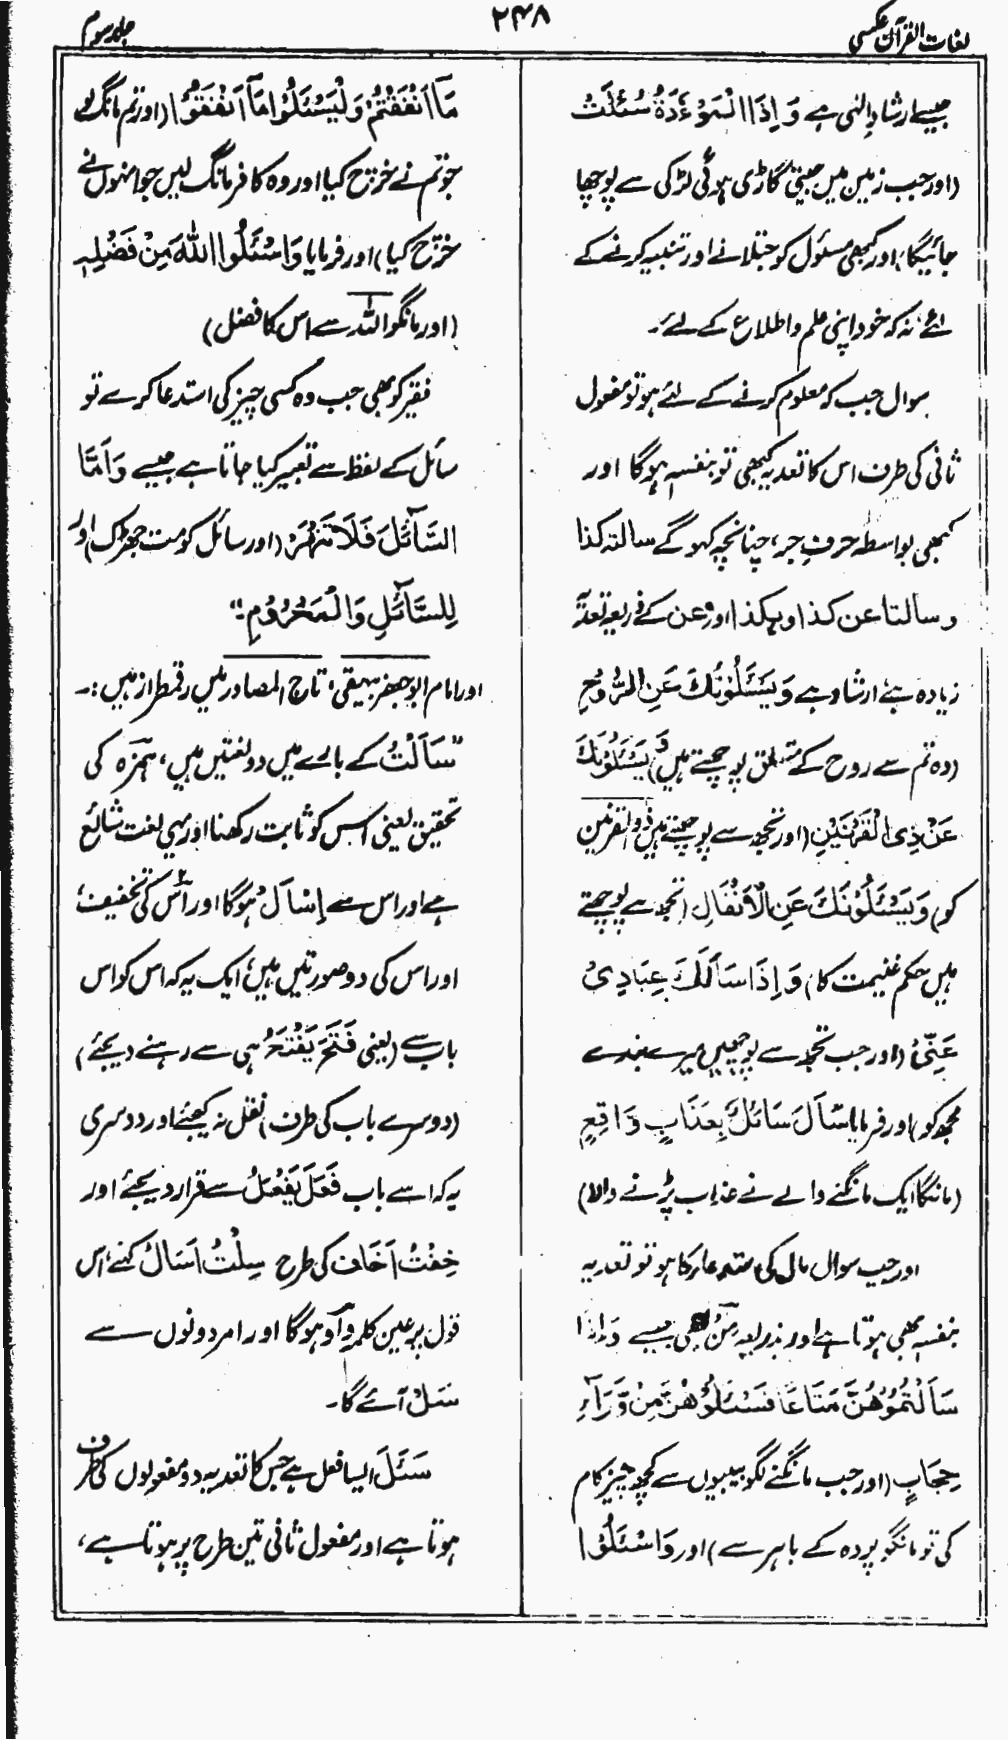 لغات القرآن عکسی
۲۴۸
جلد سوم
جیسے ارشادِ الٰہی ہے وَاِذَا الْمَوْءٗدَةُ سُئِلَتْ
(اور جب زمین میں جیتی گاڑی ہوئی لڑکی سے پوچھا
جائیگا) اور کبھی مسئول کو جتلانے اور تنبیہ کرنے کے
لئے نہ کہ خود اپنی علم و اطلاع کے لئے۔
سوال جب کہ معلوم کرنے کے لئے ہو تو مفعول
ثانی کی طرف اس کا تعدیہ کبھی تو بنفسہٖ ہوگا اور
کبھی بواسطہ حرفِ جر، چنانچہ کہو گے سالتہ کذا
وسالتا عن کذا وبکذا اور عن کے ذریعہ تعدّیہ
زیادہ ہے ارشاد ہے وَيَسْئَلُوْنَكَ عَنِ الرُّوْحِ
(وہ تم سے روح کے متعلق پوچھتے ہیں) وَيَسْئَلُوْنَكَ
عَنْ ذِی الْقَرْنَيْنِ (اور تجھ سے پوچھتے ہیں ذوالقرنین
کو) وَيَسْئَلُوْنَكَ عَنِ الْاَنْفَالِ (تجھ سے پوچھتے
ہیں حکم غنیمت کا) وَاِذَا سَاَلَكَ عِبَادِیْ
عَنِّیْ (اور جب تجھ سے پوچھیں میرے بندے
مجھ کو) اور فرمایا سَاَلَ سَائِلٌ بِعَذَابٍ وَّاقِعٍ
(مانگا ایک مانگنے والے نے عذاب پڑنے والا)
اور جب سوال مال کی استدعا کا ہو تو تعدیہ
بنفسہٖ بھی ہوتا ہے اور بذریعہ مِنْ بھی جیسے وَاِذَا
سَاَلْتُمُوْهُنَّ مَتَاعًا فَسْئَلُوْهُنَّ مِنْ وَّرَآءِ
حِجَابٍ (اور جب مانگنے لگو بیبیوں سے کچھ چیز کام
کی تو مانگو پردہ کے باہر سے) اور وَاسْئَلُوْا
مَآ اَنْفَقْتُمْ وَلْيَسْئَلُوْا مَآ اَنْفَقُوْا (اور تم مانگ لو
جو تم نے خرچ کیا اور وہ کافر مانگ لیں جو انہوں نے
خرچ کیا) اور فرمایا وَاسْئَلُوا اللّٰهَ مِنْ فَضْلِهٖ
(اور مانگو اللہ سے اس کا فضل)
فقیر کو بھی جب وہ کسی چیز کی استدعا کرے تو
سائل کے لفظ سے تعبیر کیا جاتا ہے جیسے وَاَمَّا
السَّآئِلَ فَلَا تَنْهَرْ (اور سائل کو مت جھڑک) اور
لِلسَّآئِلِ وَالْمَحْرُوْمِ۔"
اور امام ابو جعفر بیہقی، تاج المصادر میں رقمطراز ہیں:۔
"سَاَلْتُ کے بارے میں دو لغتیں ہیں، ہمزہ کی
تحقیق یعنی اس کو ثابت رکھنا اور یہی لغت شائع
ہے اور اس سے اِسْاَلْ ہوگا اور اُس کی تخفیف،
اور اس کی دو صورتیں ہیں، ایک یہ کہ اس کو اس
باب سے (یعنی فَتَحَ يَفْتَحُ ہی سے رہنے دیجئے)
(دوسرے باب کی طرف) نقل نہ کیجئے اور دوسری
یہ کہ اسے باب فَعِلَ يَفْعَلُ سے قرار دیجئے اور
خِفْتُ اَخَافُ کی طرح سِلْتُ اَسَالُ کہئے، اس
قول پر عین کلمہ واؤ ہوگا اور امر دونوں سے
سَلْ آئے گا۔
سَئَلَ ایسا فعل ہے جس کا تعدیہ دو مفعولوں کی طرف
ہوتا ہے اور مفعول ثانی تین طرح پر ہوتا ہے،